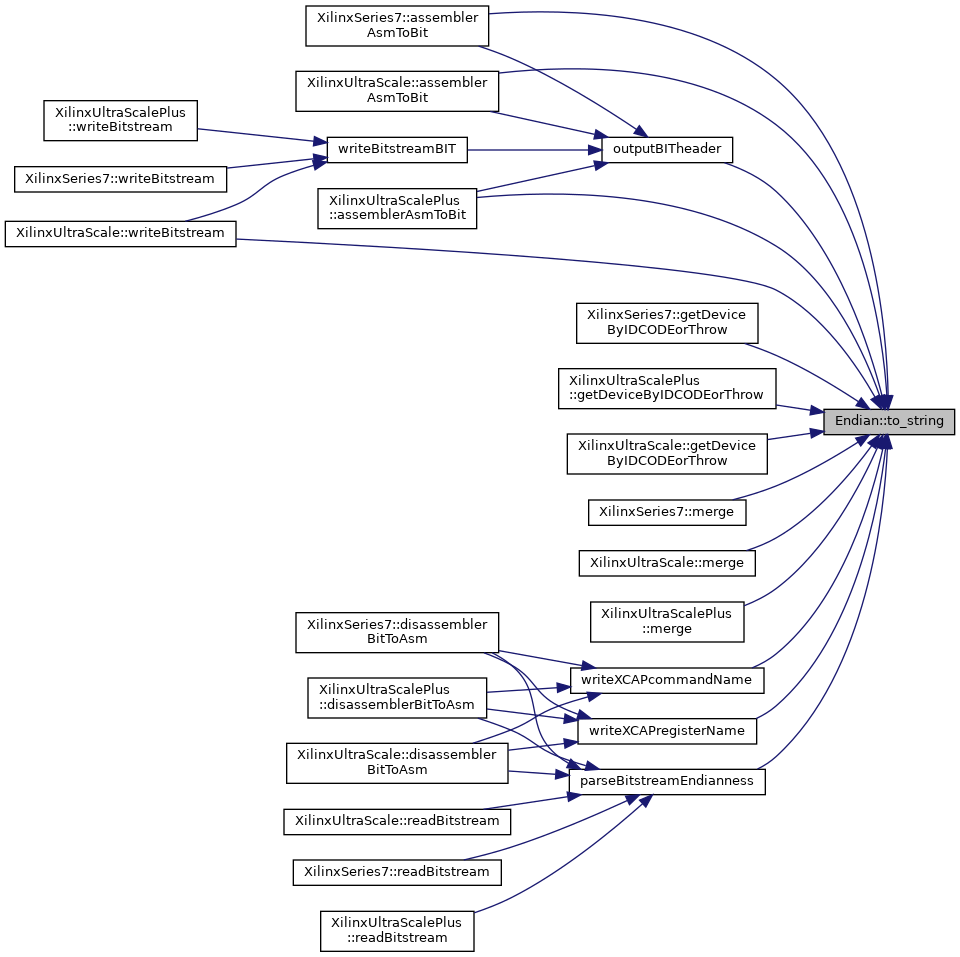 XilinxSeries7::assembler
AsmToBit
XilinxUltraScale::assembler
AsmToBit
XilinxUltraScalePlus
::writeBitstream
writeBitstreamBIT
outputBITheader
XilinxSeries7::writeBitstream
XilinxUltraScalePlus
::assemblerAsmToBit
XilinxUltraScale::writeBitstream
XilinxSeries7::getDevice
ByIDCODEorThrow
XilinxUltraScalePlus
::getDeviceByIDCODEorThrow
Endian::to_string
XilinxUltraScale::getDevice
ByIDCODEorThrow
XilinxSeries7::merge
XilinxUltraScale::merge
XilinxUltraScalePlus
::merge
XilinxSeries7::disassembler
BitToAsm
writeXCAPcommandName
XilinxUltraScalePlus
::disassemblerBitToAsm
writeXCAPregisterName
XilinxUltraScale::disassembler
BitToAsm
parseBitstreamEndianness
XilinxUltraScale::readBitstream
XilinxSeries7::readBitstream
XilinxUltraScalePlus
::readBitstream